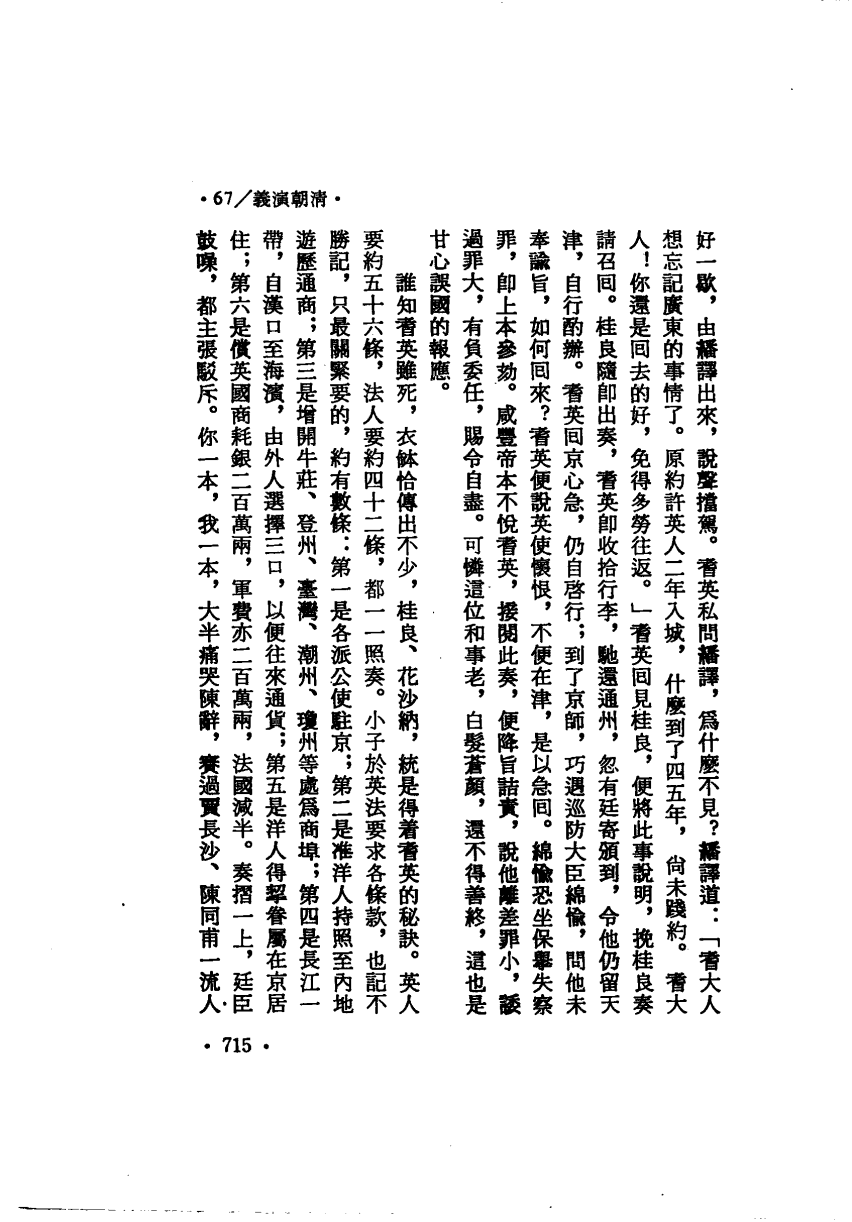 ·67/義演朝清·
好一歇，由繙譯出來，說聲擋駕。耆英私問繙譯，爲什麼不見？繙譯道：「耆大人
想忘記廣東的事情了。原約許英人二年入城，什麼到了四五年，尙未踐約。耆大
人！你還是回去的好，免得多勞往返。」耆英回見桂良，便將此事說明，挽桂良奏
請召回。桂良隨卽出奏，耆英卽收拾行李，馳還通州，忽有廷寄頒到，令他仍留天
津，自行酌辦。耆英回京心急，仍自啓行；到了京師，巧遇巡防大臣綿愉，問他未
奉諭旨，如何回來？耆英便說英使懷恨，不便在津，是以急回。綿愉恐坐保舉失察
罪，卽上本參劾。咸豐帝本不悅耆英，接閱此奏，便降旨詰責，說他離差罪小，諉
過罪大，有負委任，賜令自盡。可憐這位和事老，白髮蒼顏，還不得善終，這也是
甘心誤國的報應。
誰知耆英雖死，衣鉢恰傳出不少，桂良、花沙納，統是得着耆英的秘訣。英人
要約五十六條，法人要約四十二條，都一一照奏。小子於英法要求各條款，也記不
勝記，只最關緊要的，約有數條：第一是各派公使駐京；第二是准洋人持照至內地
遊歷通商；第三是增開牛莊、登州、臺灣、潮州、瓊州等處爲商埠；第四是長江一
帶，自漢口至海濱，由外人選擇三口，以便往來通貨；第五是洋人得挈眷屬在京居
住；第六是償英國商耗銀二百萬兩，軍費亦二百萬兩，法國減半。奏摺一上，廷臣
鼓噪，都主張駁斥。你一本，我一本，大半痛哭陳辭，賽過賈長沙、陳同甫一流人·
·715·